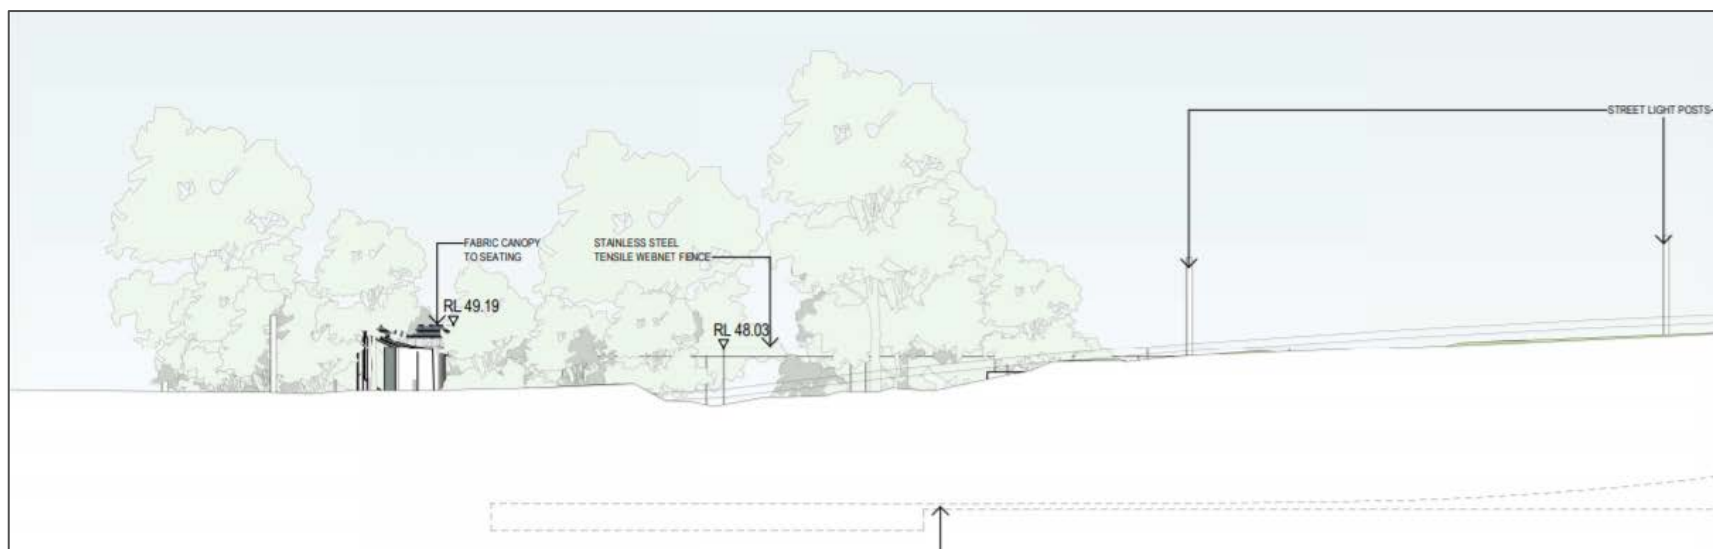 STREET LIGHT POSTS
FABRIC CANOPY
TO SEATING
STAINLESS STEEL
TENSILE WEBNET FENCE
RL 49.19
RL 48.03